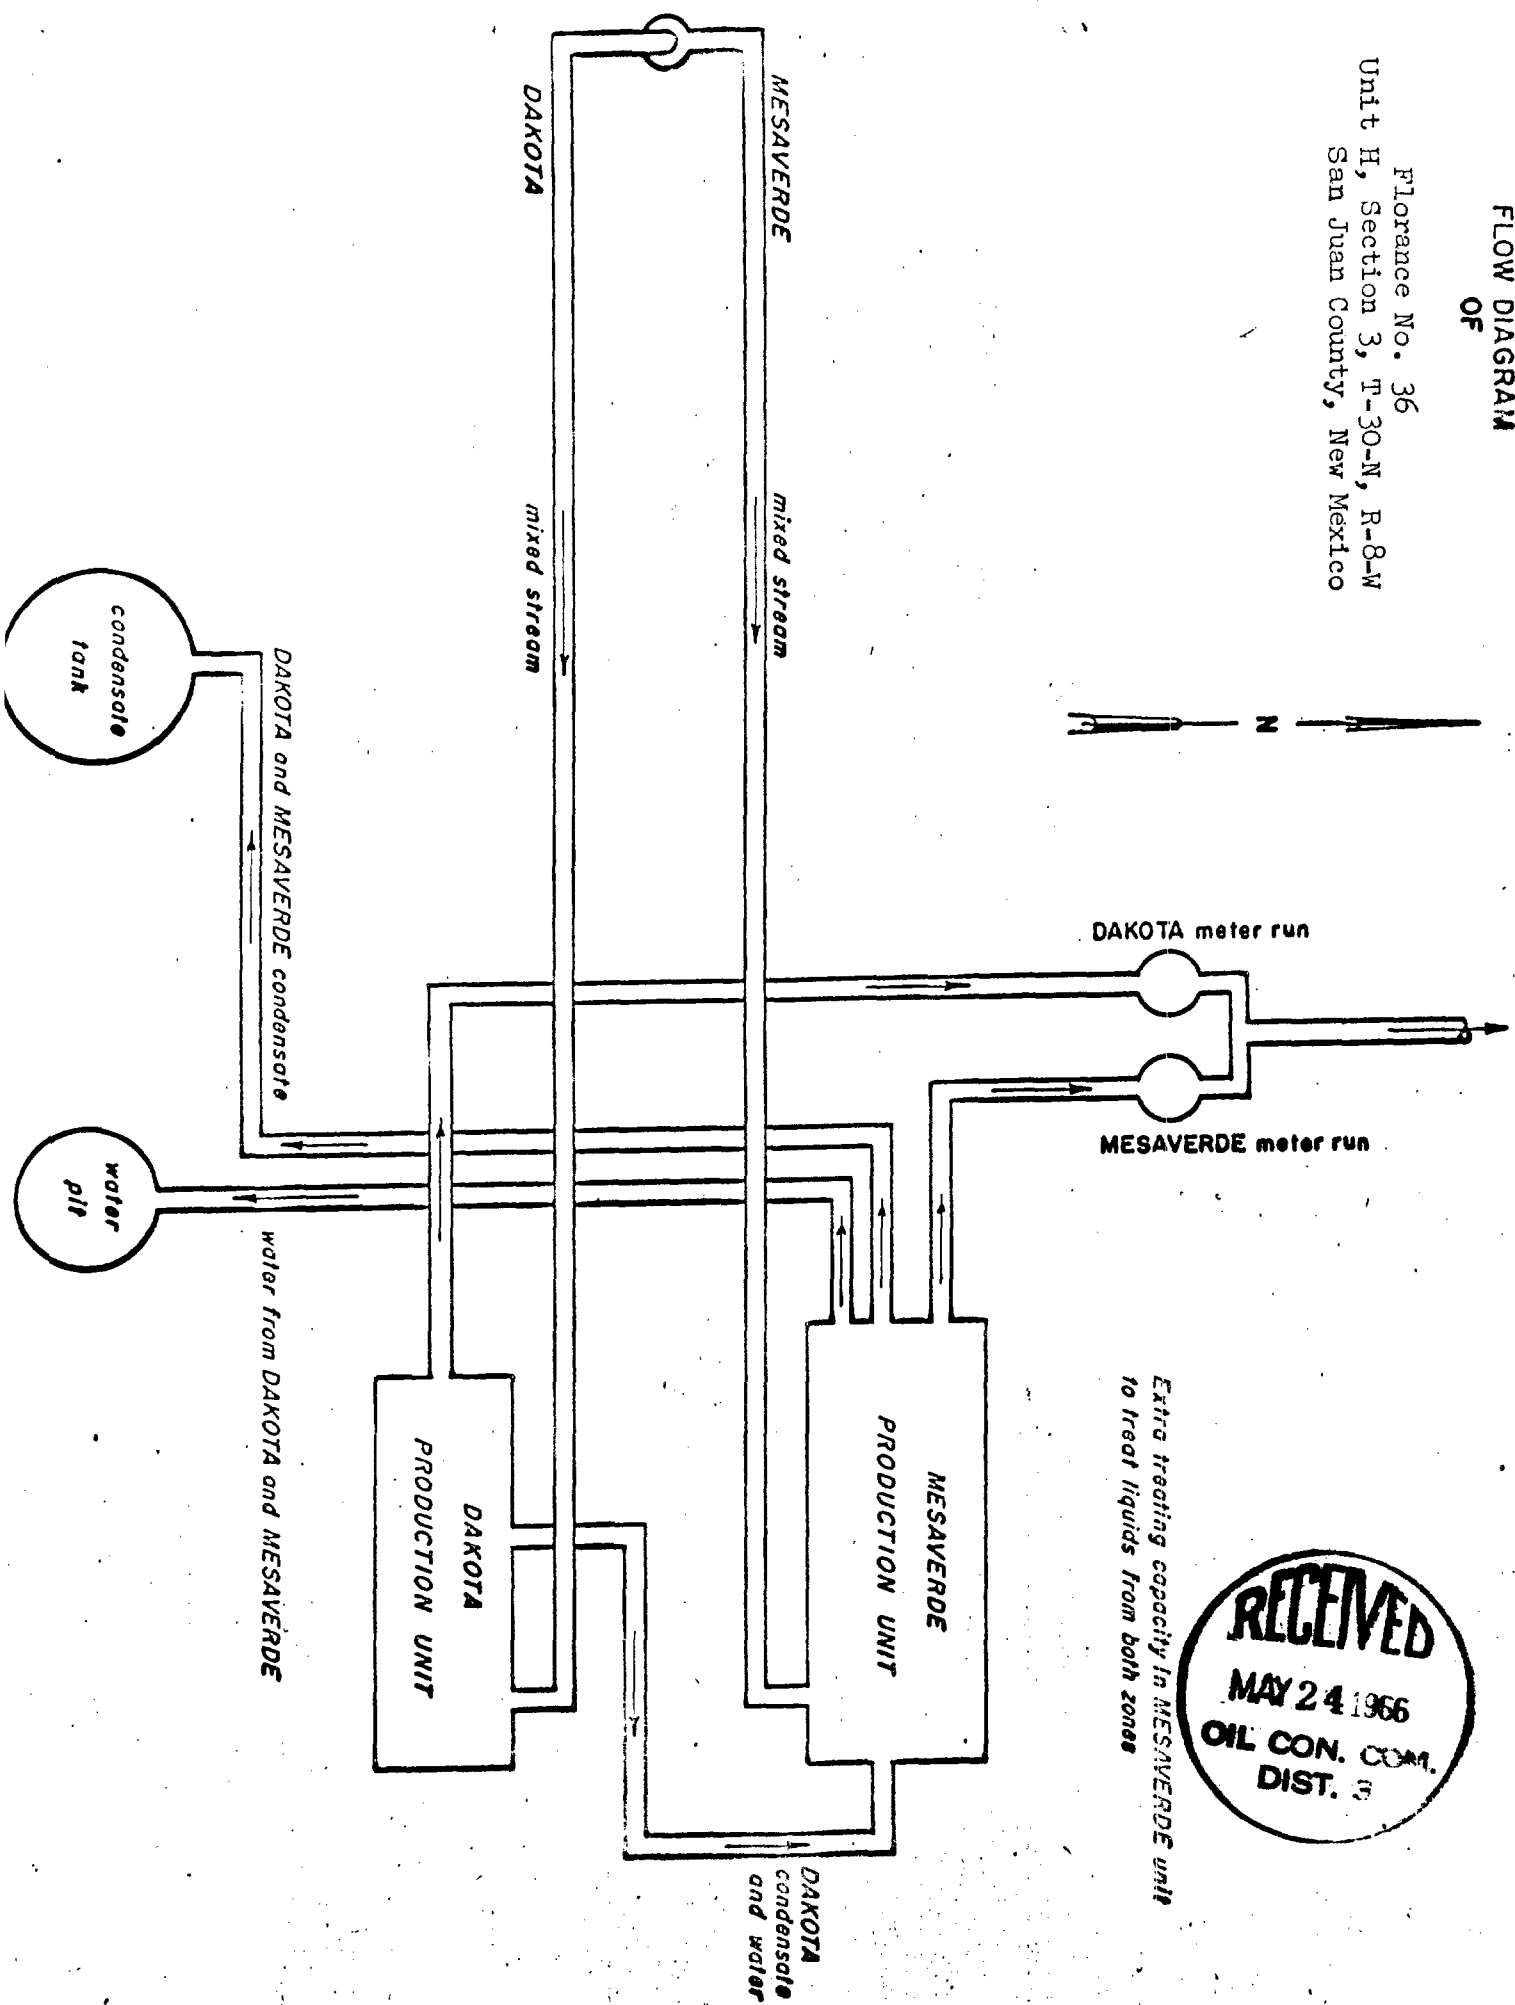 FLOW DIAGRAM
OF
Florance No. 36
Unit H, Section 3, T-30-N, R-8-W
San Juan County, New Mexico
N
MESAVERDE
DAKOTA
mixed stream
mixed stream
DAKOTA meter run
MESAVERDE meter run
condensate
tank
DAKOTA and MESAVERDE condensate
water
pit
water from DAKOTA and MESAVERDE
MESAVERDE
PRODUCTION UNIT
DAKOTA
PRODUCTION UNIT
Extra treating capacity in MESAVERDE unit
to treat liquids from both zones
DAKOTA
condensate
and water
RECEIVED
MAY 24 1966
OIL CON. COM.
DIST. 3